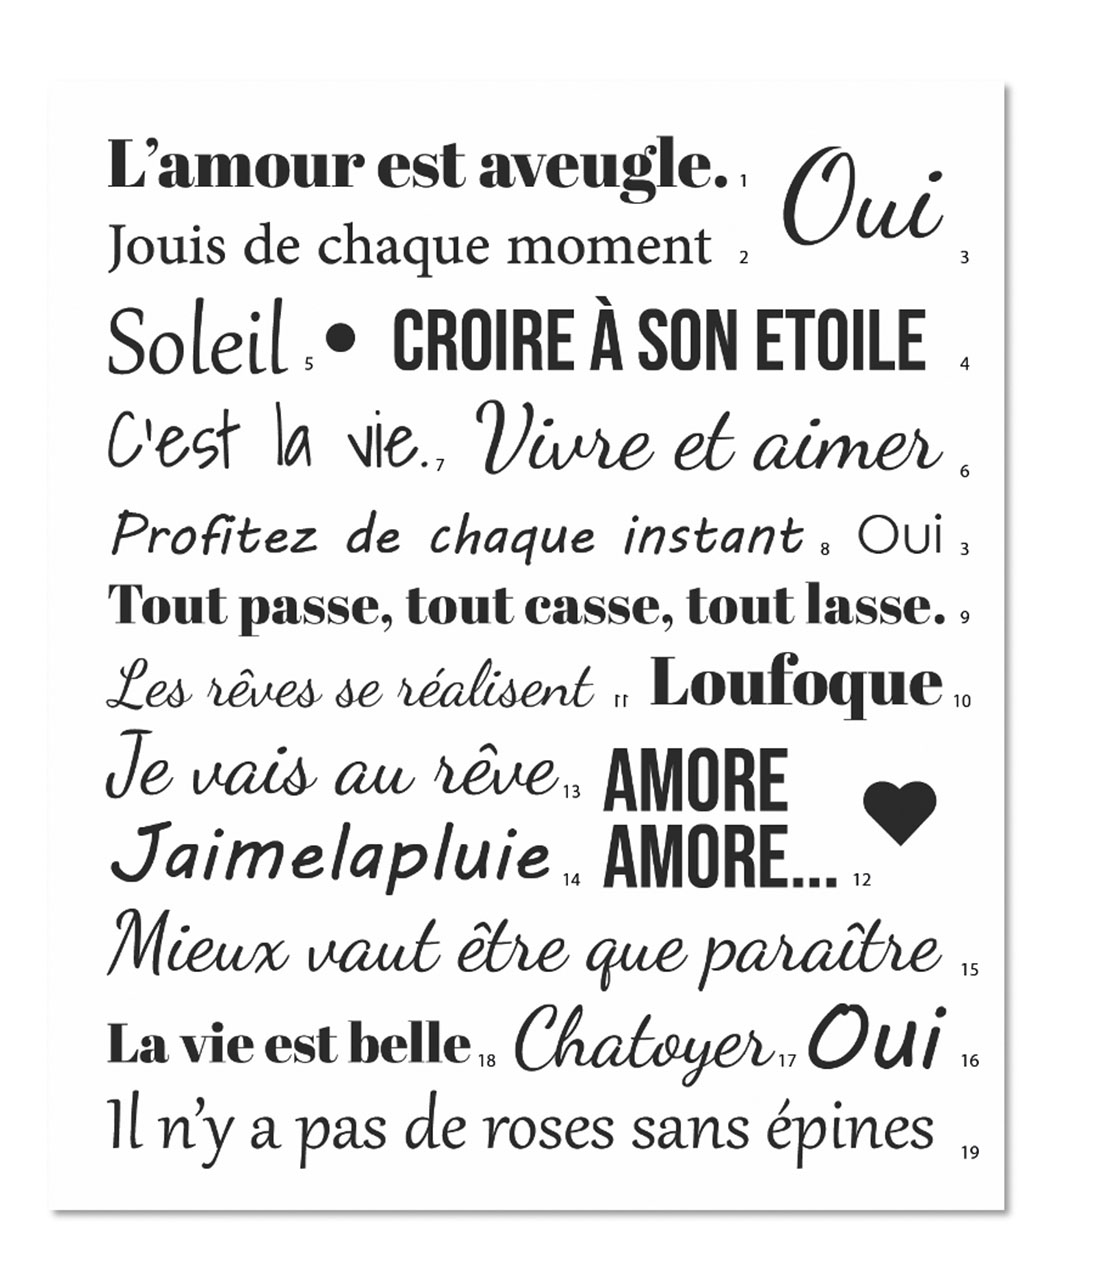 L’amour est aveugle. 1
Oui 3
Jouis de chaque moment 2
Soleil 5 • CROIRE À SON ETOILE 4
C'est la vie. 7 Vivre et aimer 6
Profitez de chaque instant 8 Oui 3
Tout passe, tout casse, tout lasse. 9
Les rêves se réalisent 11 Loufoque 10
Je vais au rêve 13
AMORE
AMORE... 12
Jaimelapluie 14
Mieux vaut être que paraître 15
La vie est belle 18 Chatoyer 17 Oui 16
Il n’y a pas de roses sans épines 19